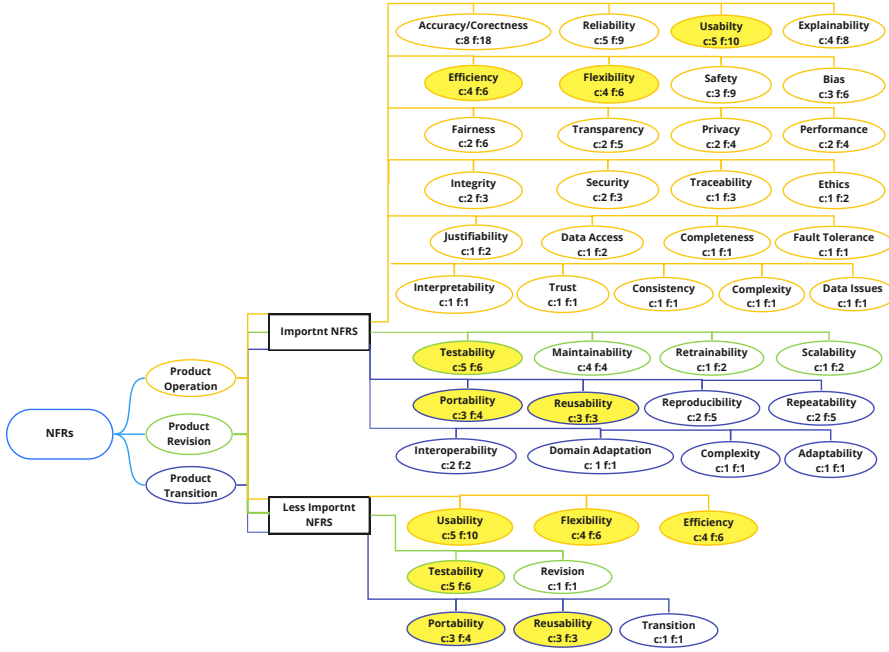 Accuracy/Corectness
c:8 f:18
Reliability
c:5 f:9
Usabilty
c:5 f:10
Explainability
c:4 f:8
Efficiency
c:4 f:6
Flexibility
c:4 f:6
Safety
c:3 f:9
Bias
c:3 f:6
Fairness
c:2 f:6
Transparency
c:2 f:5
Privacy
c:2 f:4
Performance
c:2 f:4
Integrity
c:2 f:3
Security
c:2 f:3
Traceability
c:1 f:3
Ethics
c:1 f:2
Justifiability
c:1 f:2
Data Access
c:1 f:2
Completeness
c:1 f:1
Fault Tolerance
c:1 f:1
Interpretability
c:1 f:1
Trust
c:1 f:1
Consistency
c:1 f:1
Complexity
c:1 f:1
Data Issues
c:1 f:1
Importnt NFRS
Testability
c:5 f:6
Maintainability
c:4 f:4
Retrainability
c:1 f:2
Scalability
c:1 f:2
Product
Operation
Portability
c:3 f:4
Reusability
c:3 f:3
Reproducibility
c:2 f:5
Repeatability
c:2 f:5
NFRs
Product
Revision
Interoperability
c:2 f:2
Domain Adaptation
c: 1 f:1
Complexity
c:1 f:1
Adaptability
c:1 f:1
Product
Transition
Less Importnt
NFRS
Usability
c:5 f:10
Flexibility
c:4 f:6
Efficiency
c:4 f:6
Testability
c:5 f:6
Revision
c:1 f:1
Portability
c:3 f:4
Reusability
c:3 f:3
Transition
c:1 f:1